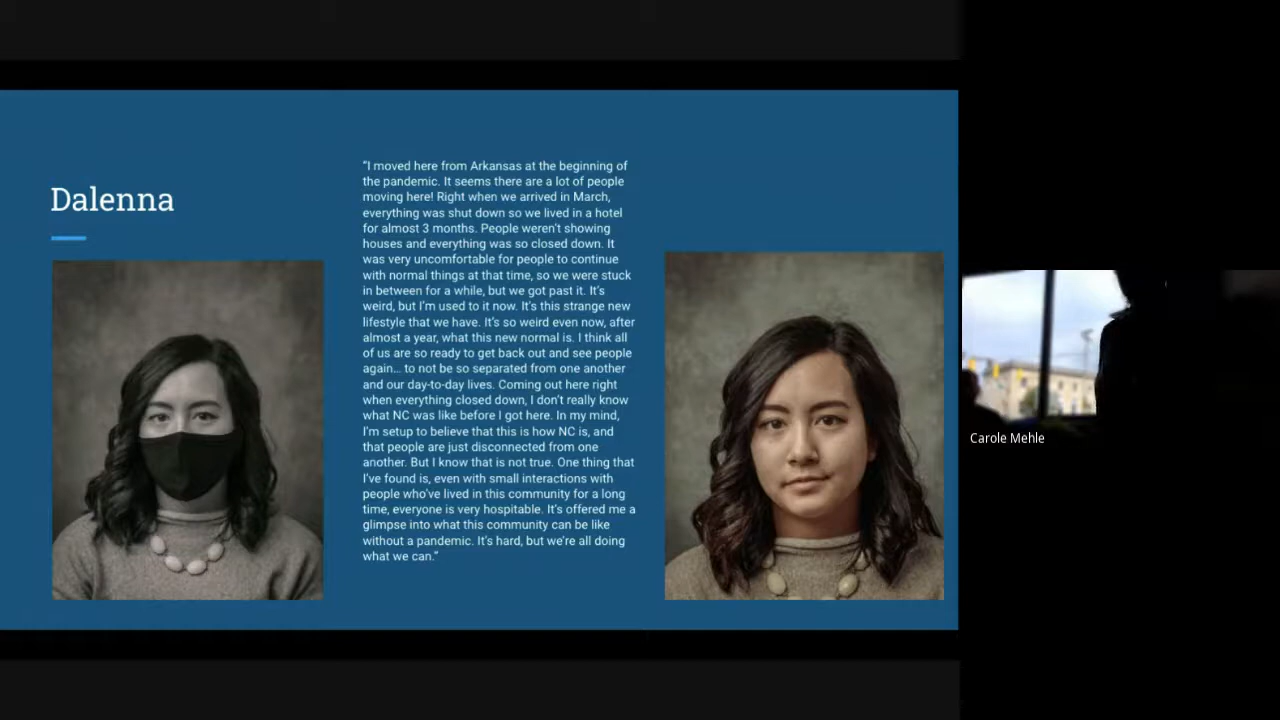 Dalenna
“I moved here from Arkansas at the beginning of
the pandemic. It seems there are a lot of people
moving here! Right when we arrived in March,
everything was shut down so we lived in a hotel
for almost 3 months. People weren’t showing
houses and everything was so closed down. It
was very uncomfortable for people to continue
with normal things at that time, so we were stuck
in between for a while, but we got past it. It’s
weird, but I’m used to it now. It’s this strange new
lifestyle that we have. It’s so weird even now, after
almost a year, what this new normal is. I think all
of us are so ready to get back out and see people
again... to not be so separated from one another
and our day-to-day lives. Coming out here right
when everything closed down, I don’t really know
what NC was like before I got here. In my mind,
I’m setup to believe that this is how NC is, and
that people are just disconnected from one
another. But I know that is not true. One thing that
I’ve found is, even with small interactions with
people who’ve lived in this community for a long
time, everyone is very hospitable. It’s offered me a
glimpse into what this community can be like
without a pandemic. It’s hard, but we’re all doing
what we can.”
Carole Mehle